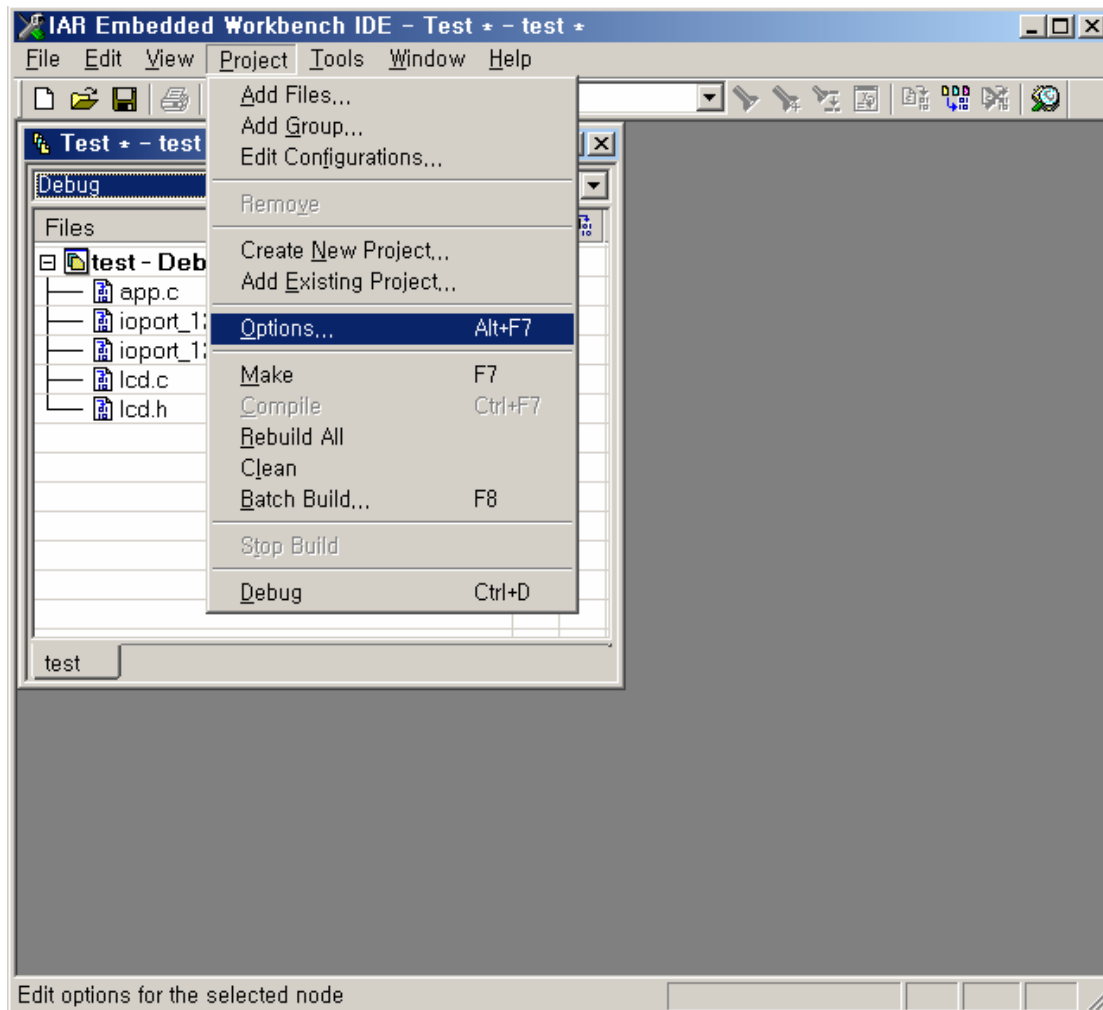 IAR Embedded Workbench IDE - Test * - test *
File Edit View Project Tools Window Help
Test * - test
Debug
Files
test - Deb
app.c
ioport_12
ioport_12
lcd.c
lcd.h
test
Add Files...
Add Group...
Edit Configurations...
Remove
Create New Project...
Add Existing Project...
Options... Alt+F7
Make F7
Compile Ctrl+F7
Rebuild All
Clean
Batch Build... F8
Stop Build
Debug Ctrl+D
Edit options for the selected node